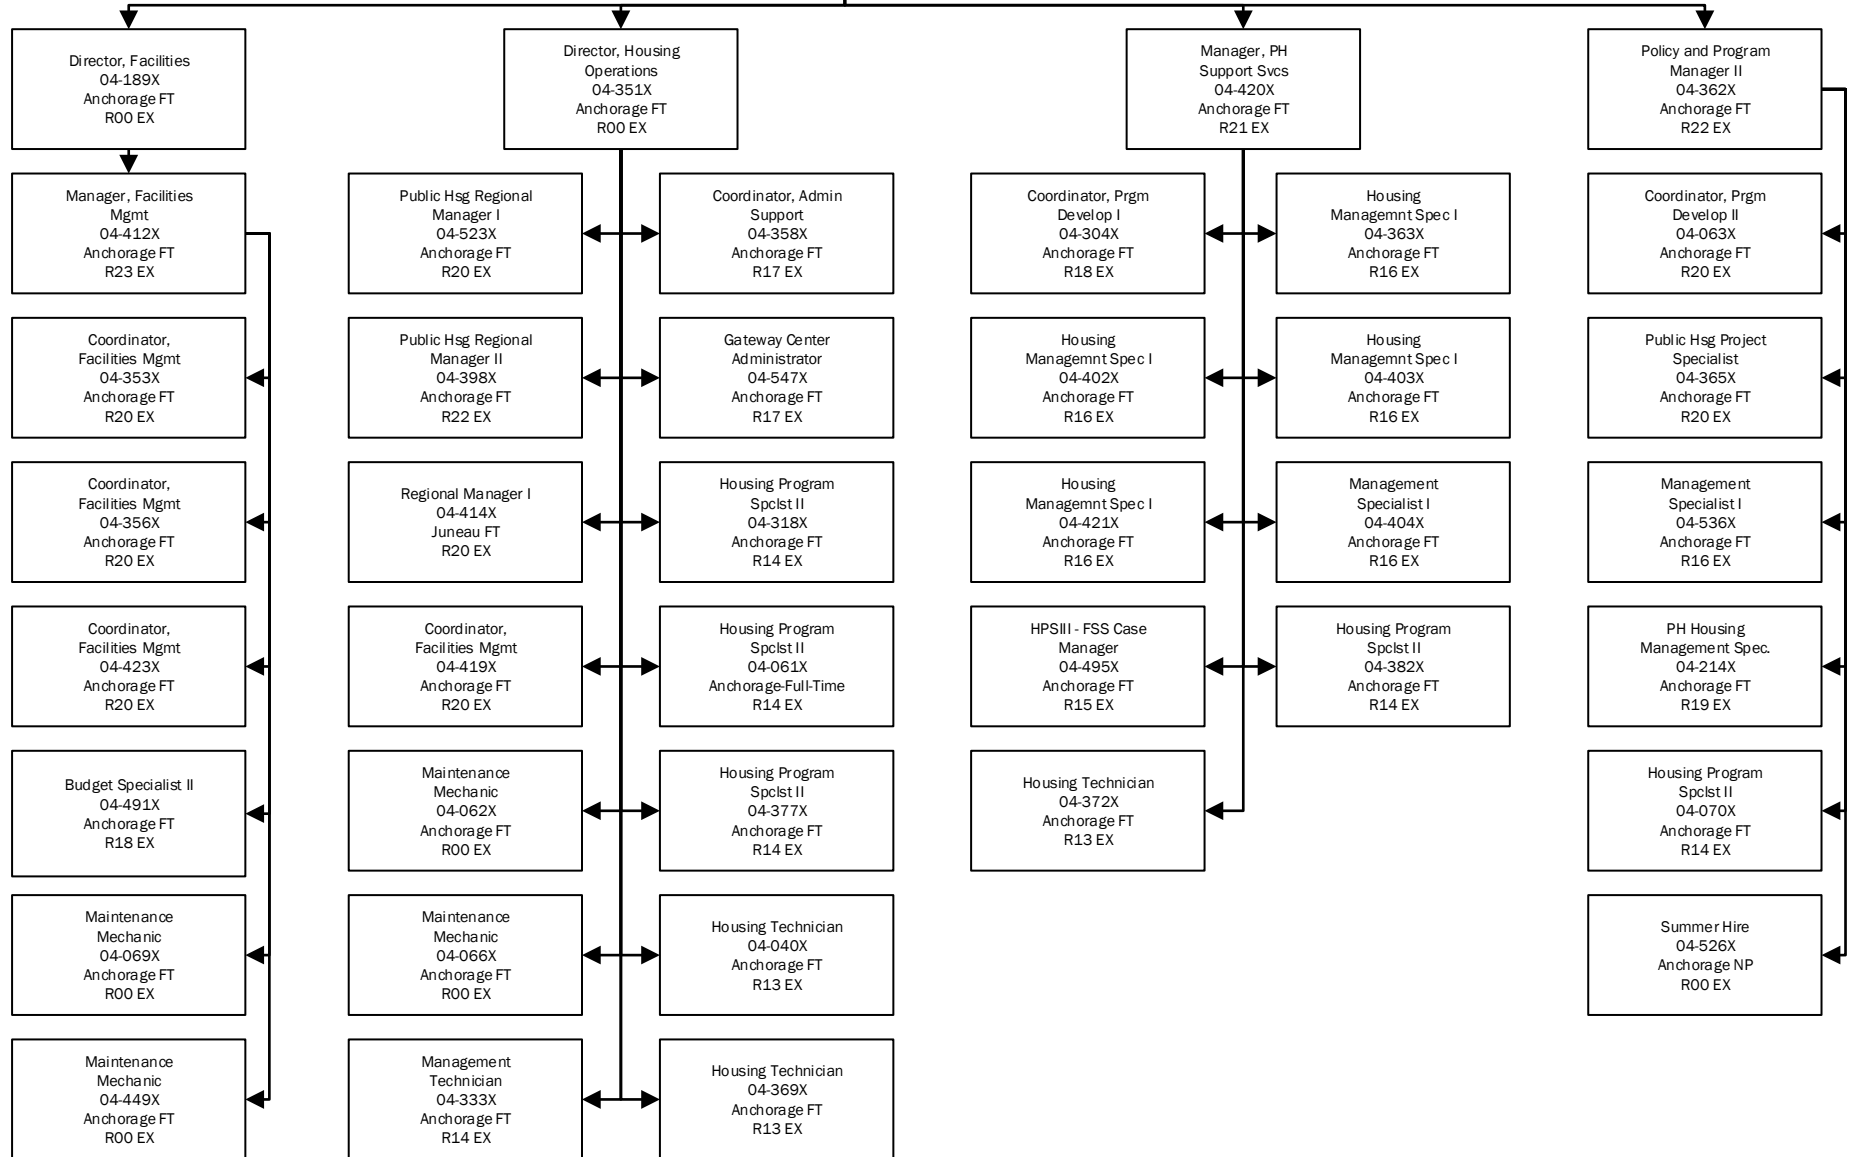 Director, Facilities
04-189X
Anchorage FT
R00 EX
Director, Housing
Operations
04-351X
Anchorage FT
R00 EX
Manager, PH
Support Svcs
04-420X
Anchorage FT
R21 EX
Policy and Program
Manager II
04-362X
Anchorage FT
R22 EX
Manager, Facilities
Mgmt
04-412X
Anchorage FT
R23 EX
Public Hsg Regional
Manager I
04-523X
Anchorage FT
R20 EX
Coordinator, Admin
Support
04-358X
Anchorage FT
R17 EX
Coordinator, Prgm
Develop I
04-304X
Anchorage FT
R18 EX
Housing
Managemnt Spec I
04-363X
Anchorage FT
R16 EX
Coordinator, Prgm
Develop II
04-063X
Anchorage FT
R20 EX
Coordinator,
Facilities Mgmt
04-353X
Anchorage FT
R20 EX
Public Hsg Regional
Manager II
04-398X
Anchorage FT
R22 EX
Gateway Center
Administrator
04-547X
Anchorage FT
R17 EX
Housing
Managemnt Spec I
04-402X
Anchorage FT
R16 EX
Housing
Managemnt Spec I
04-403X
Anchorage FT
R16 EX
Public Hsg Project
Specialist
04-365X
Anchorage FT
R20 EX
Coordinator,
Facilities Mgmt
04-356X
Anchorage FT
R20 EX
Regional Manager I
04-414X
Juneau FT
R20 EX
Housing Program
Spclst II
04-318X
Anchorage FT
R14 EX
Housing
Managemnt Spec I
04-421X
Anchorage FT
R16 EX
Management
Specialist I
04-404X
Anchorage FT
R16 EX
Management
Specialist I
04-536X
Anchorage FT
R16 EX
Coordinator,
Facilities Mgmt
04-423X
Anchorage FT
R20 EX
Coordinator,
Facilities Mgmt
04-419X
Anchorage FT
R20 EX
Housing Program
Spclst II
04-061X
Anchorage-Full-Time
R14 EX
HPSIII - FSS Case
Manager
04-495X
Anchorage FT
R15 EX
Housing Program
Spclst II
04-382X
Anchorage FT
R14 EX
PH Housing
Management Spec.
04-214X
Anchorage FT
R19 EX
Budget Specialist II
04-491X
Anchorage FT
R18 EX
Maintenance
Mechanic
04-062X
Anchorage FT
R00 EX
Housing Program
Spclst II
04-377X
Anchorage FT
R14 EX
Housing Technician
04-372X
Anchorage FT
R13 EX
Housing Program
Spclst II
04-070X
Anchorage FT
R14 EX
Maintenance
Mechanic
04-069X
Anchorage FT
R00 EX
Maintenance
Mechanic
04-066X
Anchorage FT
R00 EX
Housing Technician
04-040X
Anchorage FT
R13 EX
Summer Hire
04-526X
Anchorage NP
R00 EX
Maintenance
Mechanic
04-449X
Anchorage FT
R00 EX
Management
Technician
04-333X
Anchorage FT
R14 EX
Housing Technician
04-369X
Anchorage FT
R13 EX